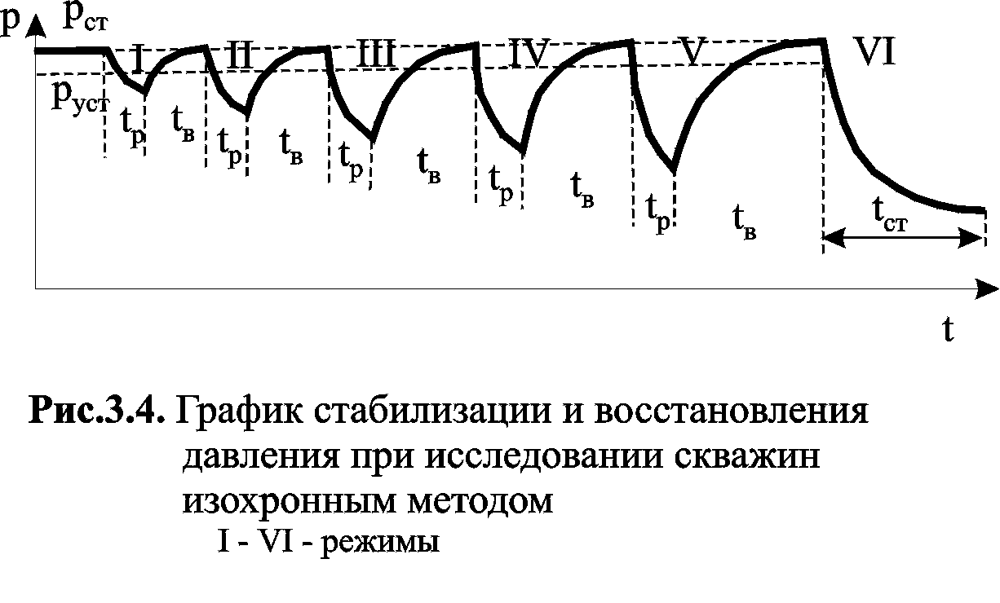 p pст
I II III IV V VI
pуст
tр tв tр tв tр tв tр tв tр tв tст
t
Рис.3.4. График стабилизации и восстановления
давления при исследовании скважин
изохронным методом
I - VI - режимы